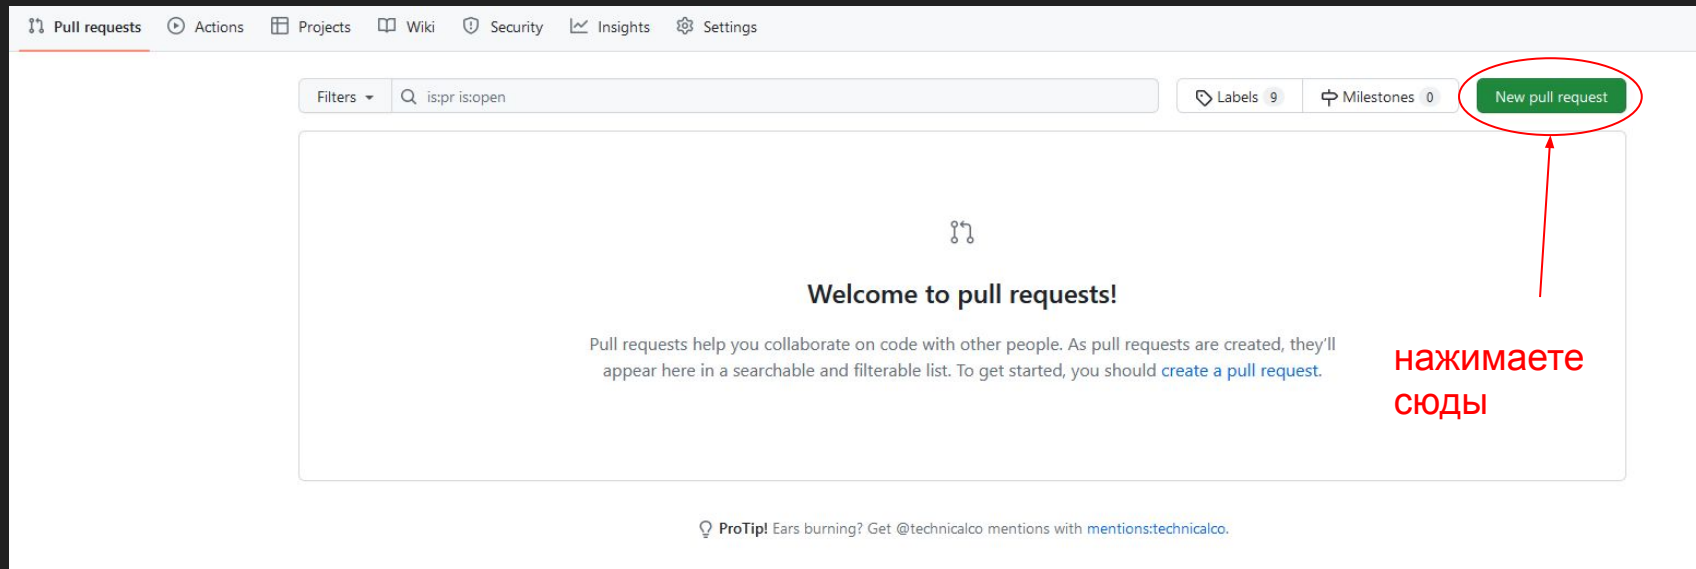 Pull requests Actions Projects Wiki Security Insights Settings
Filters is:pr is:open Labels 9 Milestones 0 New pull request
Welcome to pull requests!
Pull requests help you collaborate on code with other people. As pull requests are created, they'll
appear here in a searchable and filterable list. To get started, you should create a pull request.
нажимаете
сюды
ProTip! Ears burning? Get @technicalco mentions with mentions:technicalco.